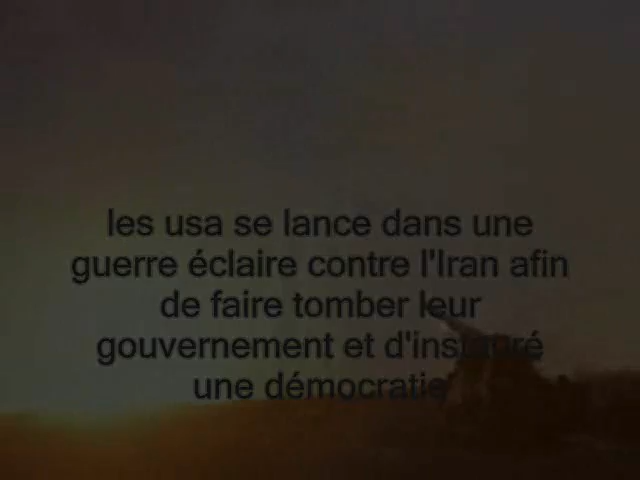 les usa se lance dans une
guerre éclaire contre l'Iran afin
de faire tomber leur
gouvernement et d'instauré
une démocratie